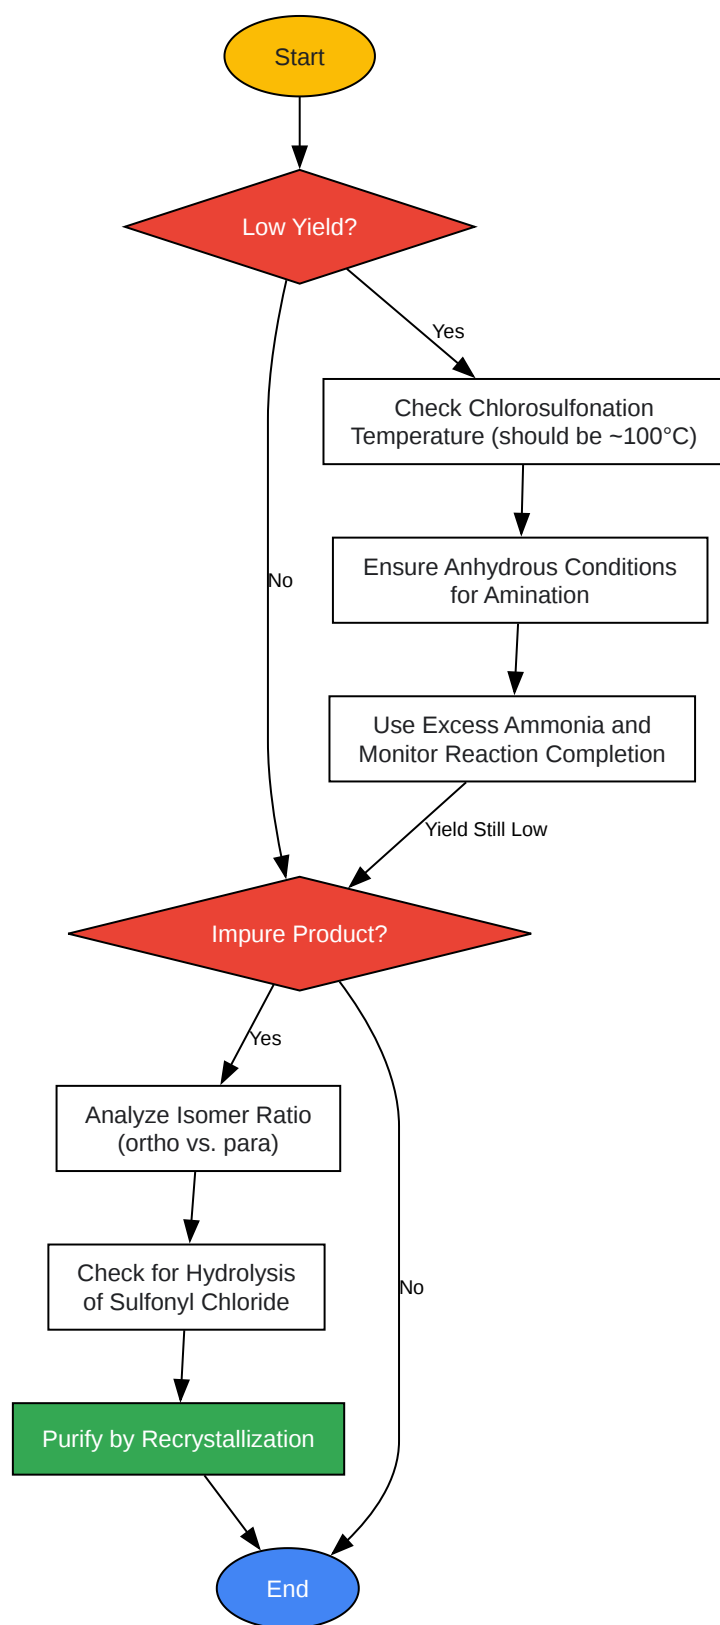 Start
Low Yield?
Yes
Check Chlorosulfonation
Temperature (should be ~100°C)
Ensure Anhydrous Conditions
for Amination
No
Use Excess Ammonia and
Monitor Reaction Completion
Yield Still Low
Impure Product?
Yes
Analyze Isomer Ratio
(ortho vs. para)
Check for Hydrolysis
of Sulfonyl Chloride
No
Purify by Recrystallization
End